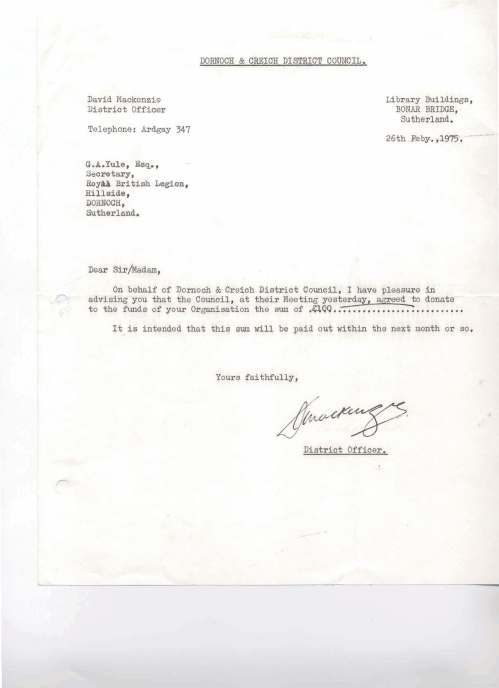 DORNOCH & CREICH DISTRICT COUNCIL.
David Mackenzie
District Officer
Telephone: Ardgay 347
Library Buildings,
BONAR BRIDGE,
Sutherland.
26th Feby.,1975.
G.A.Yule, Esq.,
Secretary,
Royal British Legion,
Hillside,
DORNOCH,
Sutherland.
Dear Sir/Madam,
On behalf of Dornoch & Creich District Council, I have pleasure in
advising you that the Council, at their Meeting yesterday, agreed to donate
to the funds of your Organisation the sum of £100..........................
It is intended that this sum will be paid out within the next month or so.
Yours faithfully,
DMackenzie
District Officer.